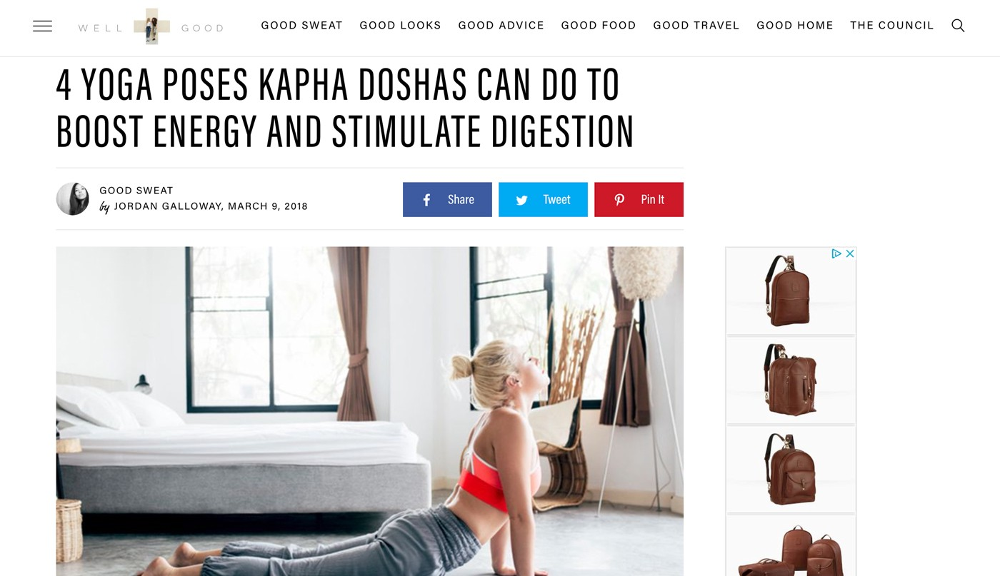 WELL GOOD
GOOD SWEAT GOOD LOOKS GOOD ADVICE GOOD FOOD GOOD TRAVEL GOOD HOME THE COUNCIL
4 YOGA POSES KAPHA DOSHAS CAN DO TO
BOOST ENERGY AND STIMULATE DIGESTION
GOOD SWEAT
by JORDAN GALLOWAY, MARCH 9, 2018
Share Tweet Pin It